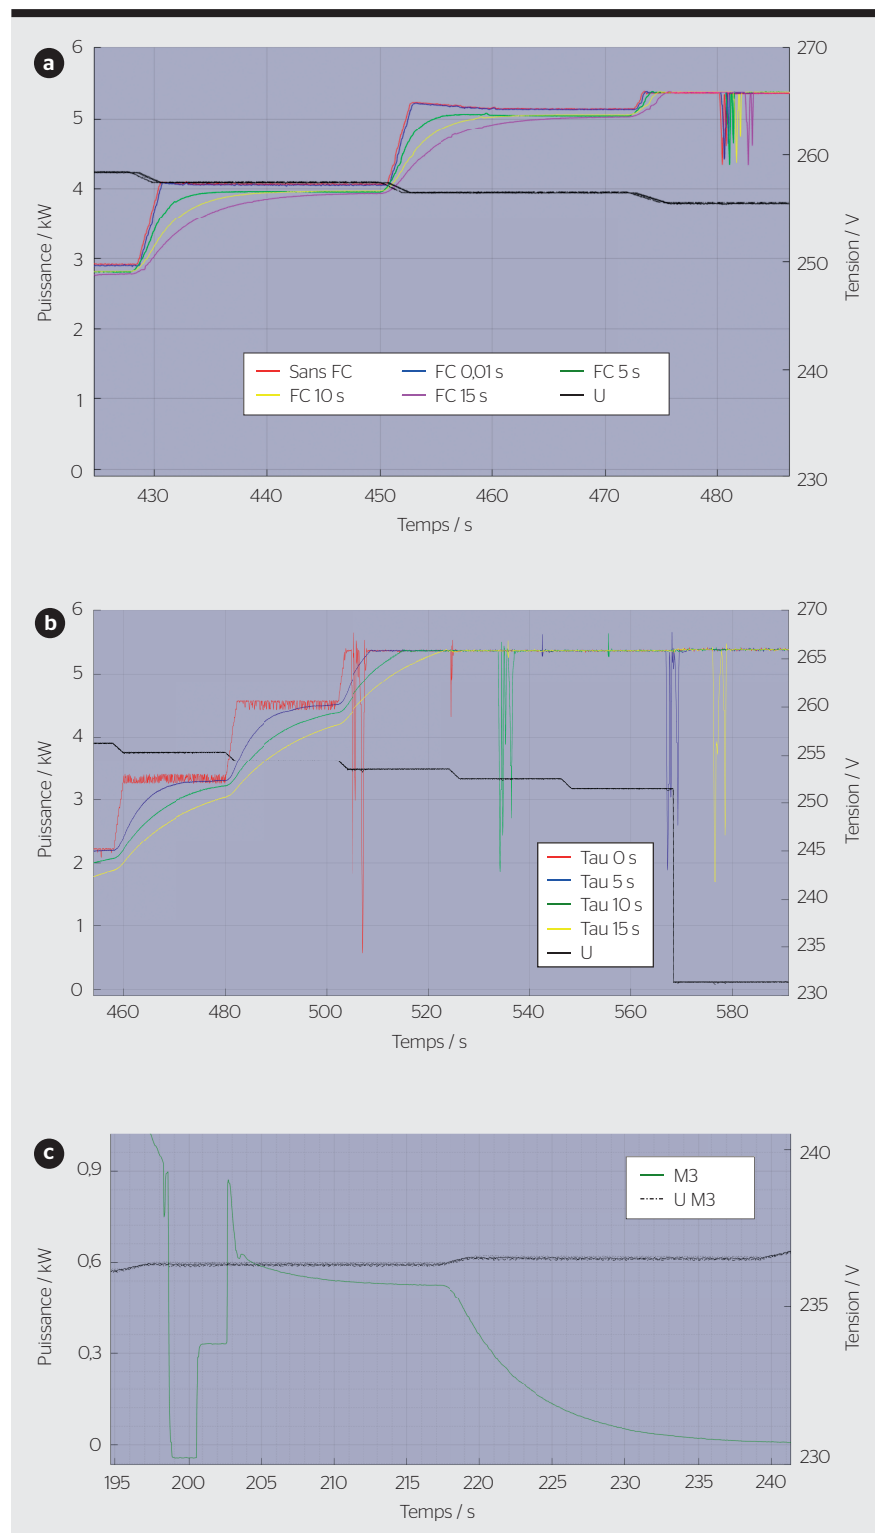 a
6
5
4
3
2
1
0
Puissance / kW
270
260
250
240
230
Tension / V
Sans FC
FC 0,01 s
FC 5 s
FC 10 s
FC 15 s
U
430
440
450
460
470
480
Temps / s
b
6
5
4
3
2
1
0
Puissance / kW
270
265
260
255
250
245
240
235
230
Tension / V
Tau 0 s
Tau 5 s
Tau 10 s
Tau 15 s
U
460
480
500
520
540
560
580
Temps / s
c
0,9
0,6
0,3
0
Puissance / kW
240
235
230
Tension / V
M3
U M3
195
200
205
210
215
220
225
230
235
240
Temps / s